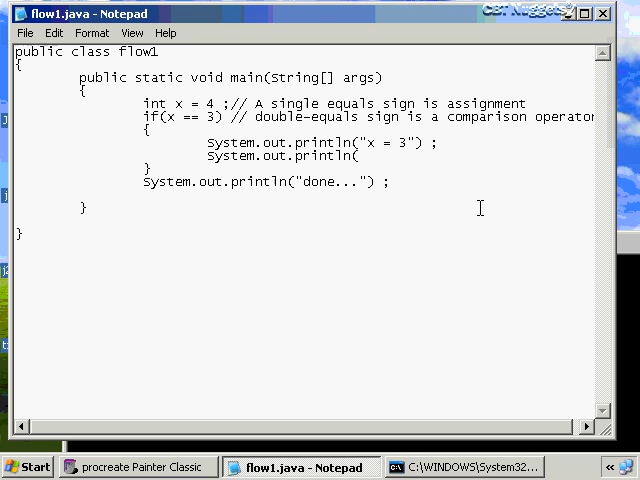 flow1.java - Notepad
CBT Nuggets
File Edit Format View Help
public class flow1
{
public static void main(String[] args)
{
int x = 4 ;// A single equals sign is assignment
if(x == 3) // double-equals sign is a comparison operator
{
System.out.println("x = 3") ;
System.out.println(
}
System.out.println("done...") ;
}
}
Start procreate Painter Classic flow1.java - Notepad C:\WINDOWS\System32... «